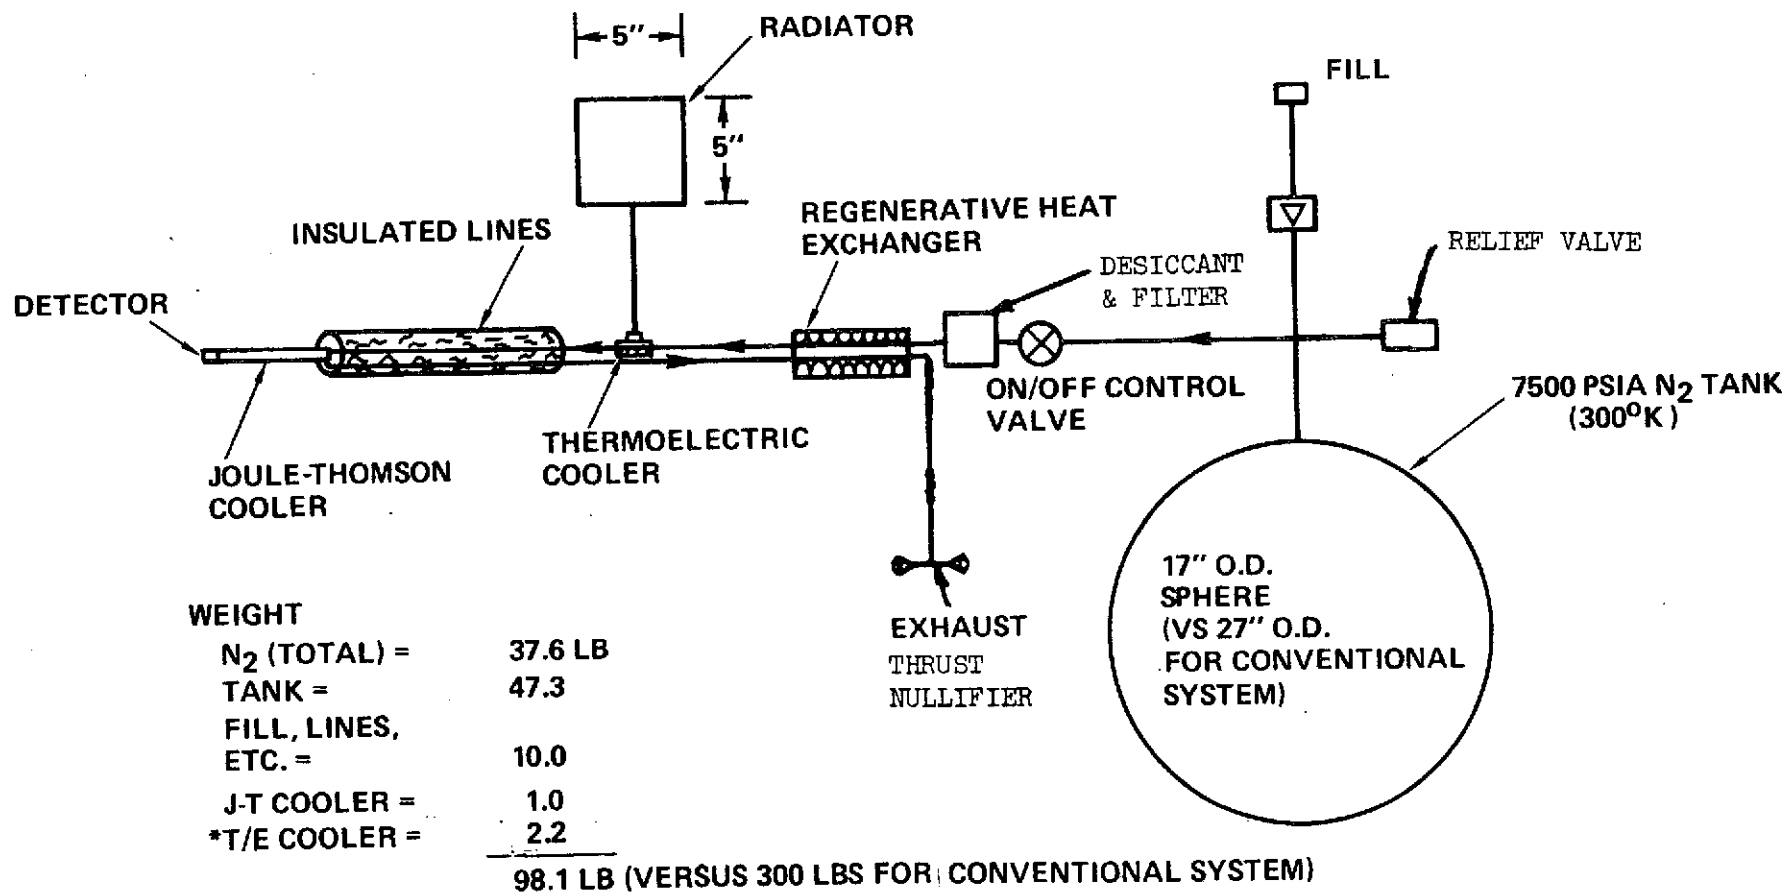 5"
RADIATOR
FILL
5"
INSULATED LINES
REGENERATIVE HEAT
EXCHANGER
DESICCANT
& FILTER
RELIEF VALVE
DETECTOR
ON/OFF CONTROL
VALVE
7500 PSIA N2 TANK
(300°K)
THERMOELECTRIC
COOLER
JOULE-THOMSON
COOLER
17" O.D.
SPHERE
(VS 27" O.D.
FOR CONVENTIONAL
SYSTEM)
EXHAUST
THRUST
NULLIFIER
WEIGHT
N2 (TOTAL) = 37.6 LB
TANK = 47.3
FILL, LINES,
ETC. = 10.0
J-T COOLER = 1.0
*T/E COOLER = 2.2
98.1 LB (VERSUS 300 LBS FOR CONVENTIONAL SYSTEM)